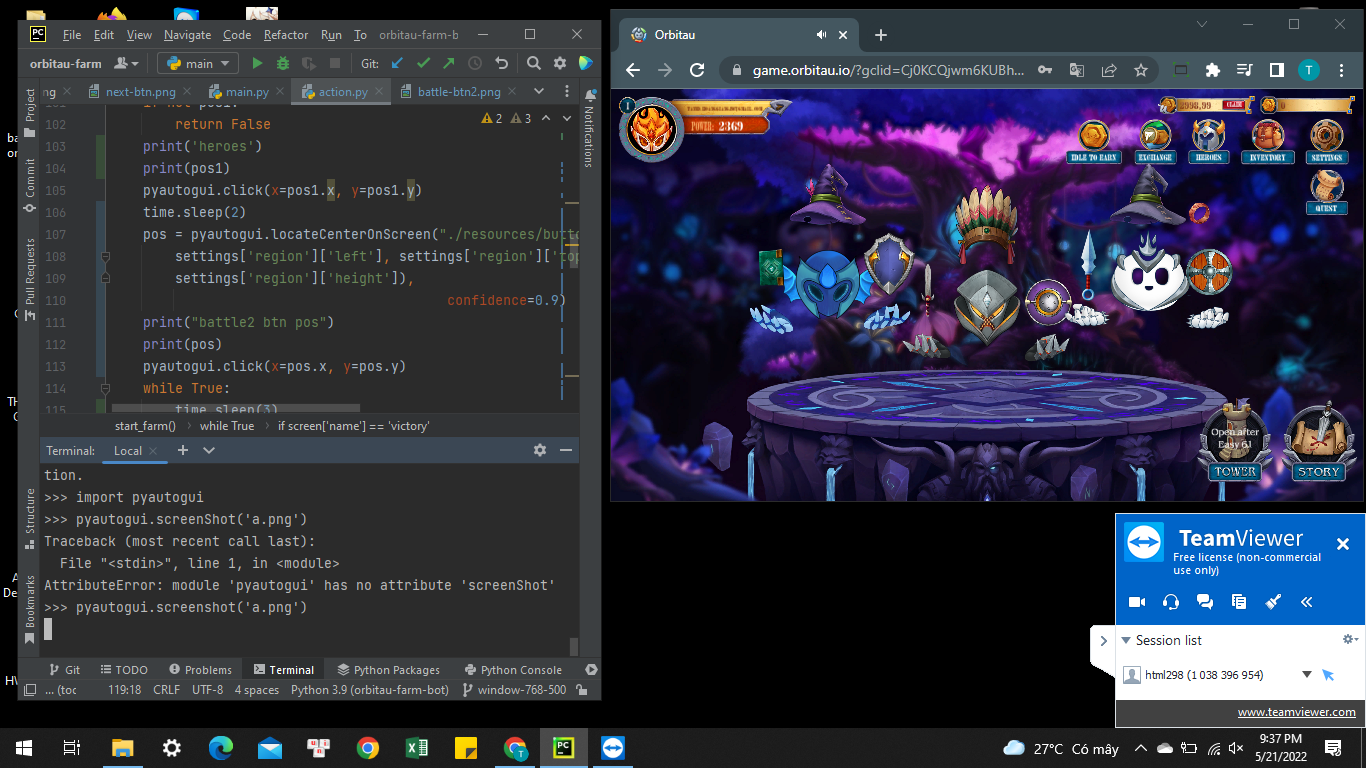 File Edit View Navigate Code Refactor Run To orbitau-farm-b
orbitau-farm main Git:
ng next-btn.png main.py action.py battle-btn2.png
2 3
102 return False
103 print('heroes')
104 print(pos1)
105 pyautogui.click(x=pos1.x, y=pos1.y)
106 time.sleep(2)
107 pos = pyautogui.locateCenterOnScreen("./resources/butto
108 settings['region']['left'], settings['region']['top
109 settings['region']['height']),
110 confidence=0.9)
111 print("battle2 btn pos")
112 print(pos)
113 pyautogui.click(x=pos.x, y=pos.y)
114 while True:
115 time.sleep(3)
start_farm() while True if screen['name'] == 'victory'
Project
Commit
Pull Requests
Structure
Bookmarks
Notifications
Terminal: Local
tion.
>>> import pyautogui
>>> pyautogui.screenShot('a.png')
Traceback (most recent call last):
File "<stdin>", line 1, in <module>
AttributeError: module 'pyautogui' has no attribute 'screenShot'
>>> pyautogui.screenshot('a.png')
Git TODO Problems Terminal Python Packages Python Console
... (toc 119:18 CRLF UTF-8 4 spaces Python 3.9 (orbitau-farm-bot) window-768-500
Orbitau
game.orbitau.io/?gclid=Cj0KCQjwm6KUBh...
T
POWER: 2369
2998,99 CLAIM 0
IDLE TO EARN EXCHANGE HEROES INVENTORY SETTINGS
QUEST
Open after
Easy 6.1
TOWER STORY
TeamViewer
Free license (non-commercial
use only)
Session list
html298 (1 038 396 954)
www.teamviewer.com
27°C Có mây
9:37 PM
5/21/2022